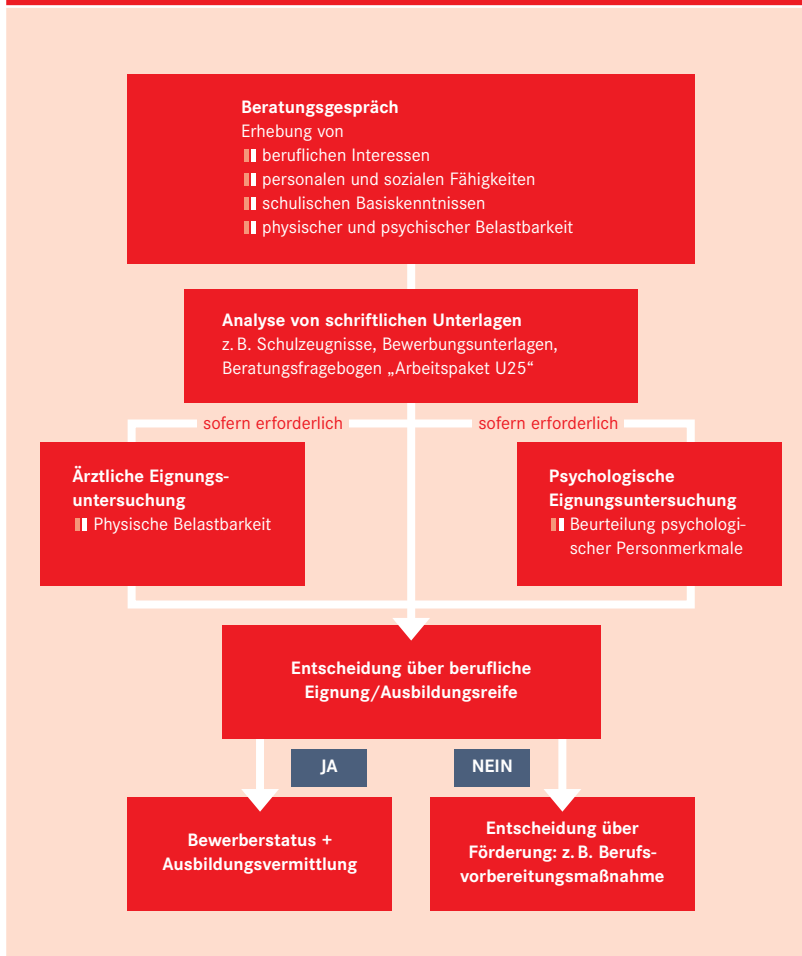 Beratungsgespräch
Erhebung von
beruflichen Interessen
personalen und sozialen Fähigkeiten
schulischen Basiskenntnissen
physischer und psychischer Belastbarkeit
Analyse von schriftlichen Unterlagen
z. B. Schulzeugnisse, Bewerbungsunterlagen,
Beratungsfragebogen „Arbeitspaket U25“
sofern erforderlich
sofern erforderlich
Ärztliche Eignungs-
untersuchung
Physische Belastbarkeit
Psychologische
Eignungsuntersuchung
Beurteilung psychologi-
scher Personmerkmale
Entscheidung über berufliche
Eignung/Ausbildungsreife
JA
NEIN
Bewerberstatus +
Ausbildungsvermittlung
Entscheidung über
Förderung: z. B. Berufs-
vorbereitungsmaßnahme